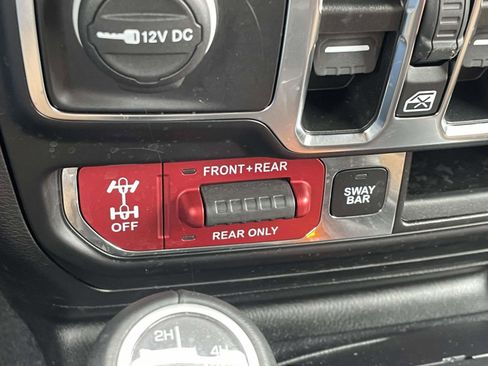 12V DC
FRONT+REAR
OFF
REAR ONLY
SWAY
BAR
2H
4H